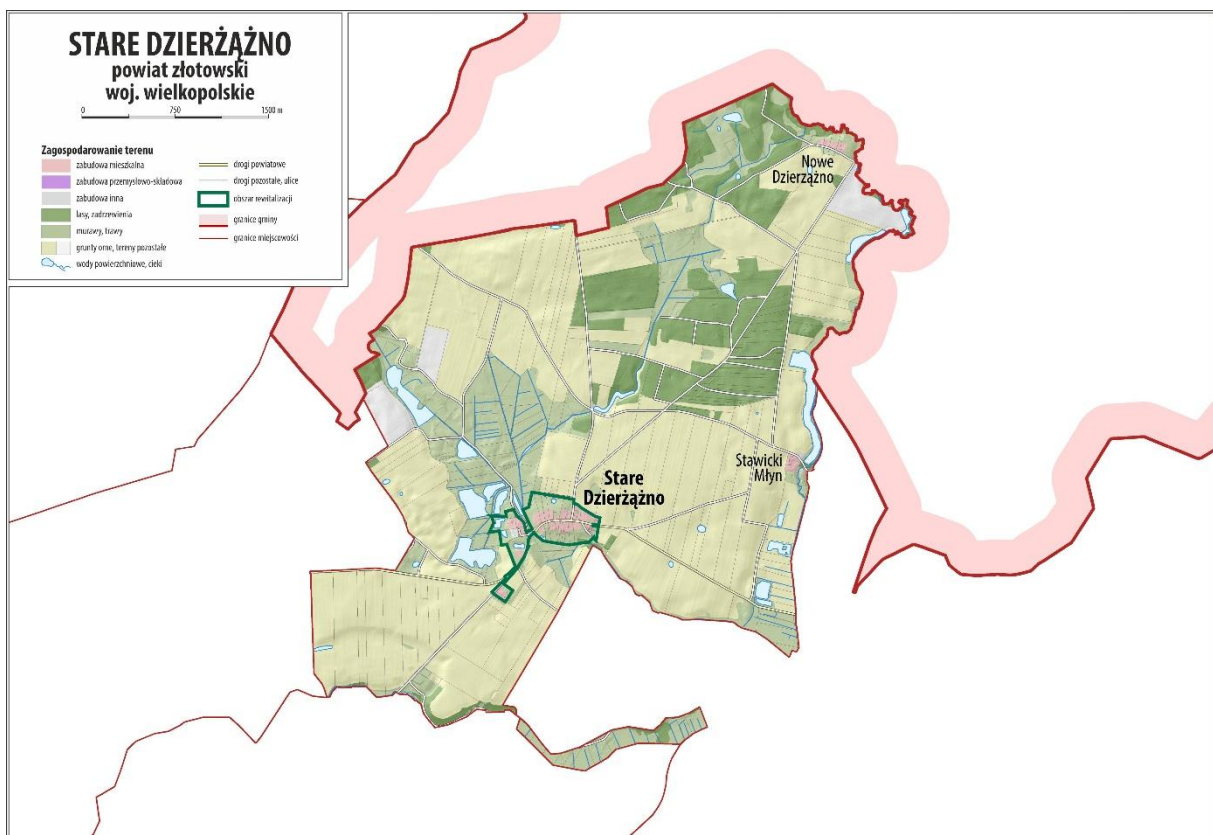 STARE DZIERŻĄŻNO
powiat złotowski
woj. wielkopolskie
0 750 1500 m
Zagospodarowanie terenu
zabudowa mieszkalna
zabudowa przemysłowo-składowa
zabudowa inna
lasy, zadrzewienia
murawy, trawy
grunty orne, tereny pozostałe
wody powierzchniowe, cieki
drogi powiatowe
drogi pozostałe, ulice
obszar rewitalizacji
granice gminy
granice miejscowości
Nowe
Dzierżążno
Stawicki
Młyn
Stare
Dzierżążno